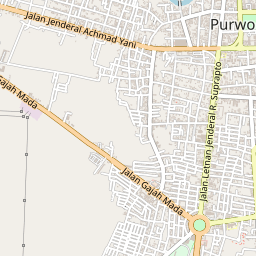 Jalan Jenderal Achmad Yani
Purwo
Gajah Mada
Jalan Letnan Jenderal R. Suprapto
Jalan Gajah Mada